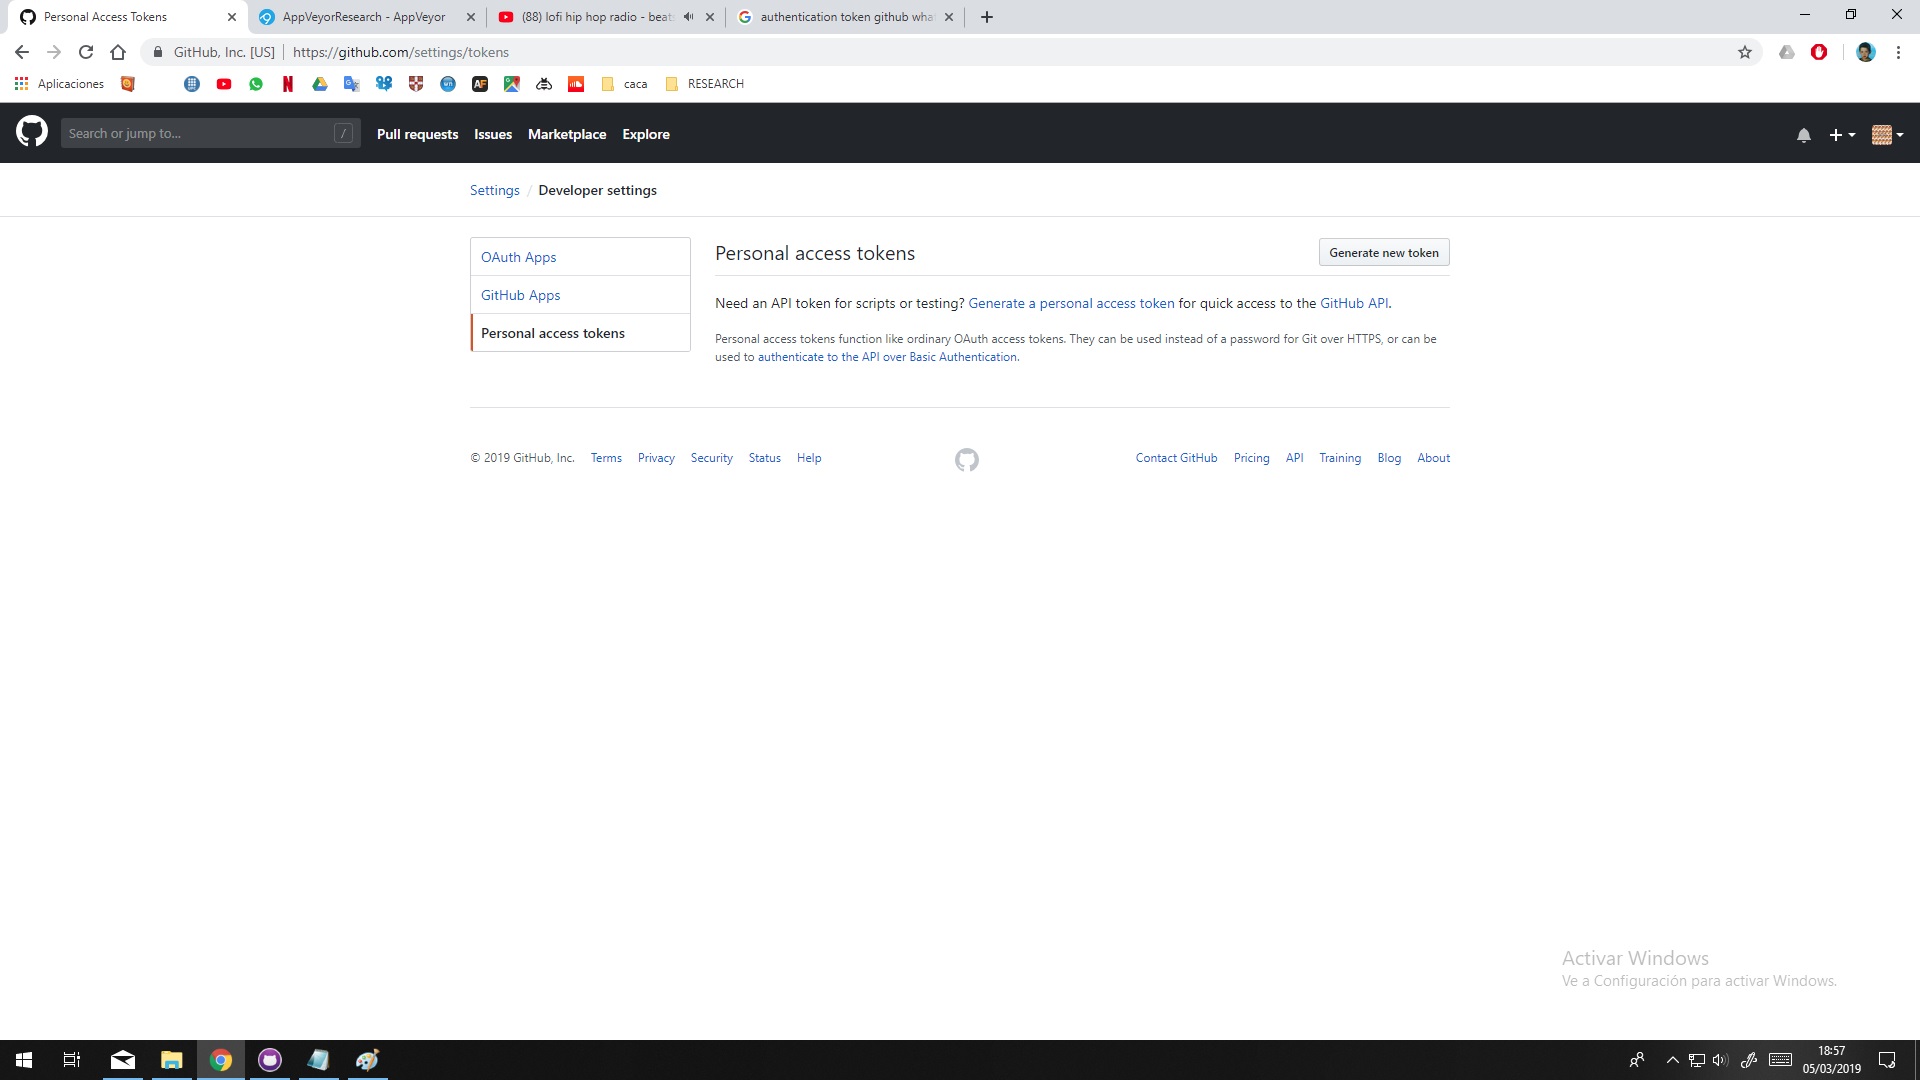 Personal Access Tokens
AppVeyorResearch - AppVeyor
(88) lofi hip hop radio - beats
authentication token github wha
GitHub, Inc. [US]
https://github.com/settings/tokens
Aplicaciones
caca
RESEARCH
Search or jump to...
/
Pull requests
Issues
Marketplace
Explore
Settings / Developer settings
OAuth Apps
GitHub Apps
Personal access tokens
Personal access tokens
Generate new token
Need an API token for scripts or testing? Generate a personal access token for quick access to the GitHub API.
Personal access tokens function like ordinary OAuth access tokens. They can be used instead of a password for Git over HTTPS, or can be
used to authenticate to the API over Basic Authentication.
© 2019 GitHub, Inc.
Terms
Privacy
Security
Status
Help
Contact GitHub
Pricing
API
Training
Blog
About
Activar Windows
Ve a Configuración para activar Windows.
18:57
05/03/2019